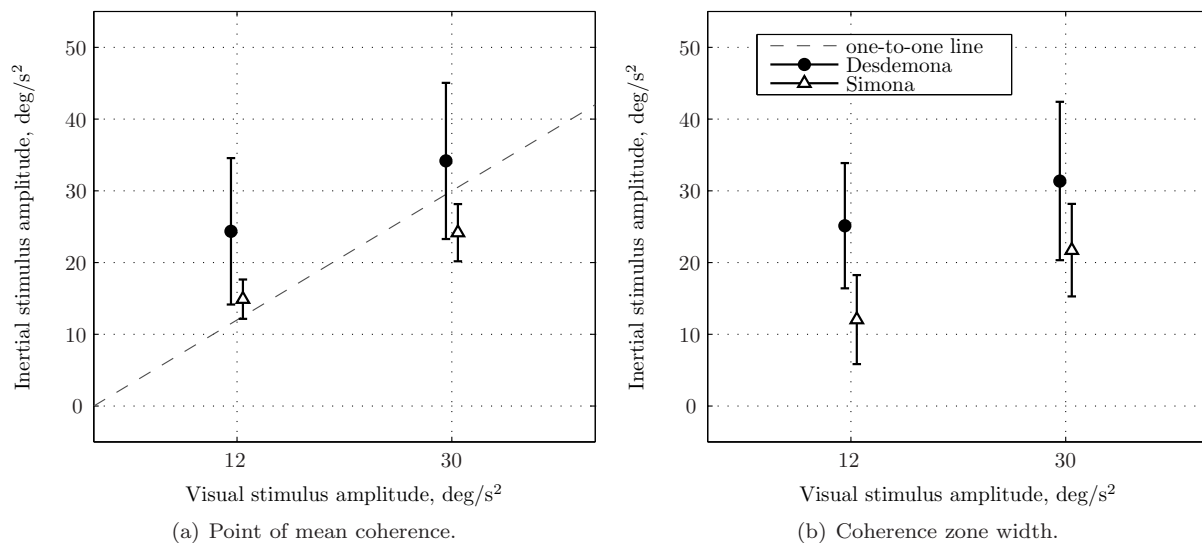 50
40
30
20
10
0
Inertial stimulus amplitude, deg/s²
12
30
Visual stimulus amplitude, deg/s²
(a) Point of mean coherence.
one-to-one line
Desdemona
Simona
50
40
30
20
10
0
Inertial stimulus amplitude, deg/s²
12
30
Visual stimulus amplitude, deg/s²
(b) Coherence zone width.